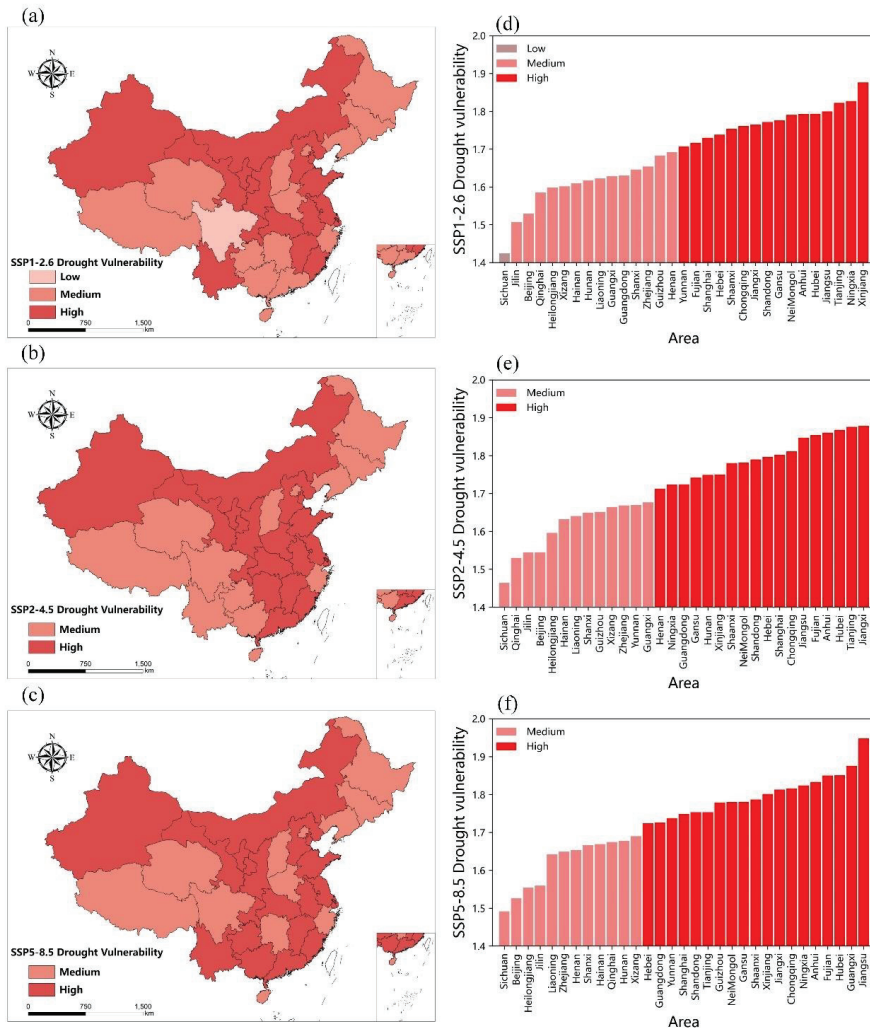 (a)
N
W E
S
SSP1-2.6 Drought Vulnerability
Low
Medium
High
0 750 1,500
km
(d)
SSP1-2.6 Drought vulnerability
2.0
1.9
1.8
1.7
1.6
1.5
1.4
Low
Medium
High
Sichuan
Jilin
Beijing
Qinghai
Heilongjiang
Xizang
Hainan
Hunan
Liaoning
Guangxi
Guangdong
Shanxi
Zhejiang
Guizhou
Henan
Yunnan
Fujian
Shanghai
Hebei
Shaanxi
Chongqing
Jiangxi
Shandong
Gansu
NeiMongol
Anhui
Hubei
Jiangsu
Tianjing
Ningxia
Xinjiang
Area
(b)
N
W E
S
SSP2-4.5 Drought Vulnerability
Medium
High
0 750 1,500
km
(e)
SSP2-4.5 Drought vulnerability
2.0
1.9
1.8
1.7
1.6
1.5
1.4
Medium
High
Sichuan
Qinghai
Jilin
Beijing
Heilongjiang
Hainan
Liaoning
Shanxi
Guizhou
Xizang
Zhejiang
Yunnan
Guangxi
Henan
Ningxia
Guangdong
Gansu
Hunan
Xinjiang
Shaanxi
NeiMongol
Shandong
Hebei
Shanghai
Chongqing
Jiangsu
Fujian
Anhui
Hubei
Tianjing
Jiangxi
Area
(c)
N
W E
S
SSP5-8.5 Drought Vulnerability
Medium
High
0 750 1,500
km
(f)
SSP5-8.5 Drought vulnerability
2.0
1.9
1.8
1.7
1.6
1.5
1.4
Medium
High
Sichuan
Beijing
Heilongjiang
Jilin
Liaoning
Zhejiang
Henan
Shanxi
Hainan
Qinghai
Hunan
Xizang
Hebei
Guangdong
Yunnan
Shanghai
Shandong
Tianjing
Guizhou
NeiMongol
Gansu
Shaanxi
Xinjiang
Jiangxi
Chongqing
Ningxia
Anhui
Fujian
Hubei
Guangxi
Jiangsu
Area